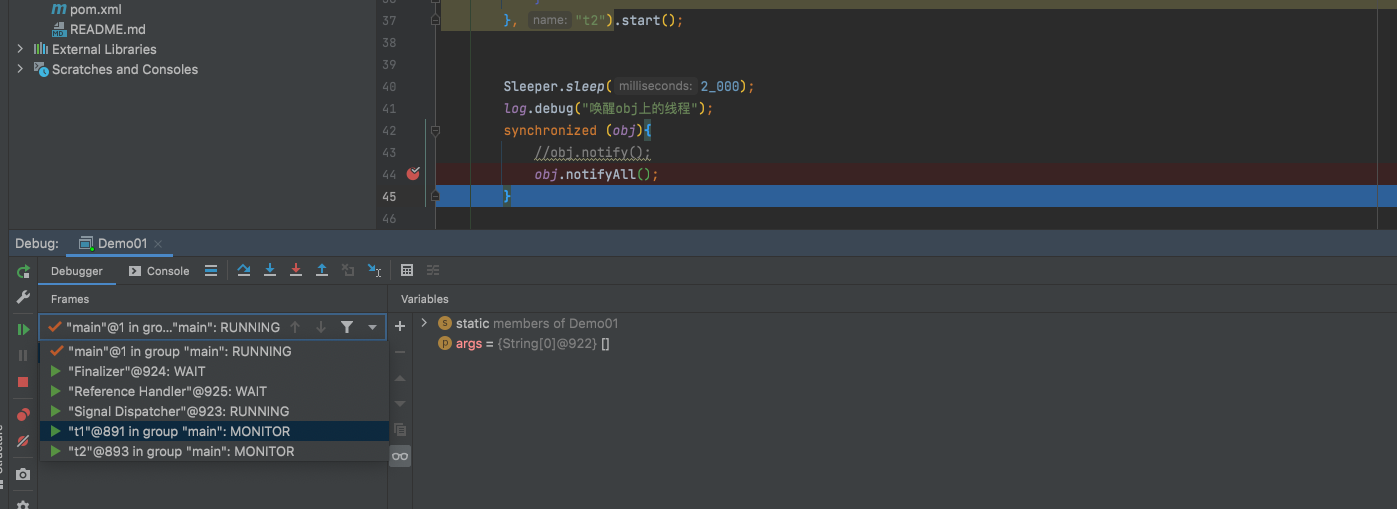 pom.xml
README.md
External Libraries
Scratches and Consoles
37 }, name: "t2").start();
38
39
40 Sleeper.sleep( milliseconds: 2_000);
41 log.debug("唤醒obj上的线程");
42 synchronized (obj){
43 //obj.notify();
44 obj.notifyAll();
45 }
46
Debug: Demo01
Debugger Console
Frames Variables
"main"@1 in gro..."main": RUNNING
"main"@1 in group "main": RUNNING
"Finalizer"@924: WAIT
"Reference Handler"@925: WAIT
"Signal Dispatcher"@923: RUNNING
"t1"@891 in group "main": MONITOR
"t2"@893 in group "main": MONITOR
static members of Demo01
args = {String[0]@922} []